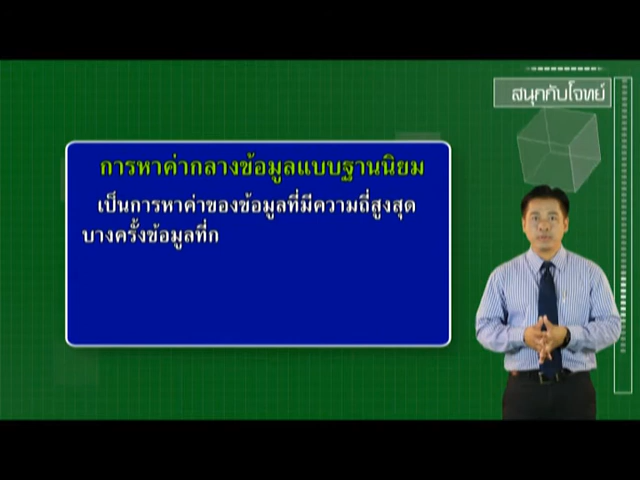 สนุกกับโจทย์
การหาค่ากลางข้อมูลแบบฐานนิยม
เป็นการหาค่าของข้อมูลที่มีความถี่สูงสุด
บางครั้งข้อมูลที่ก